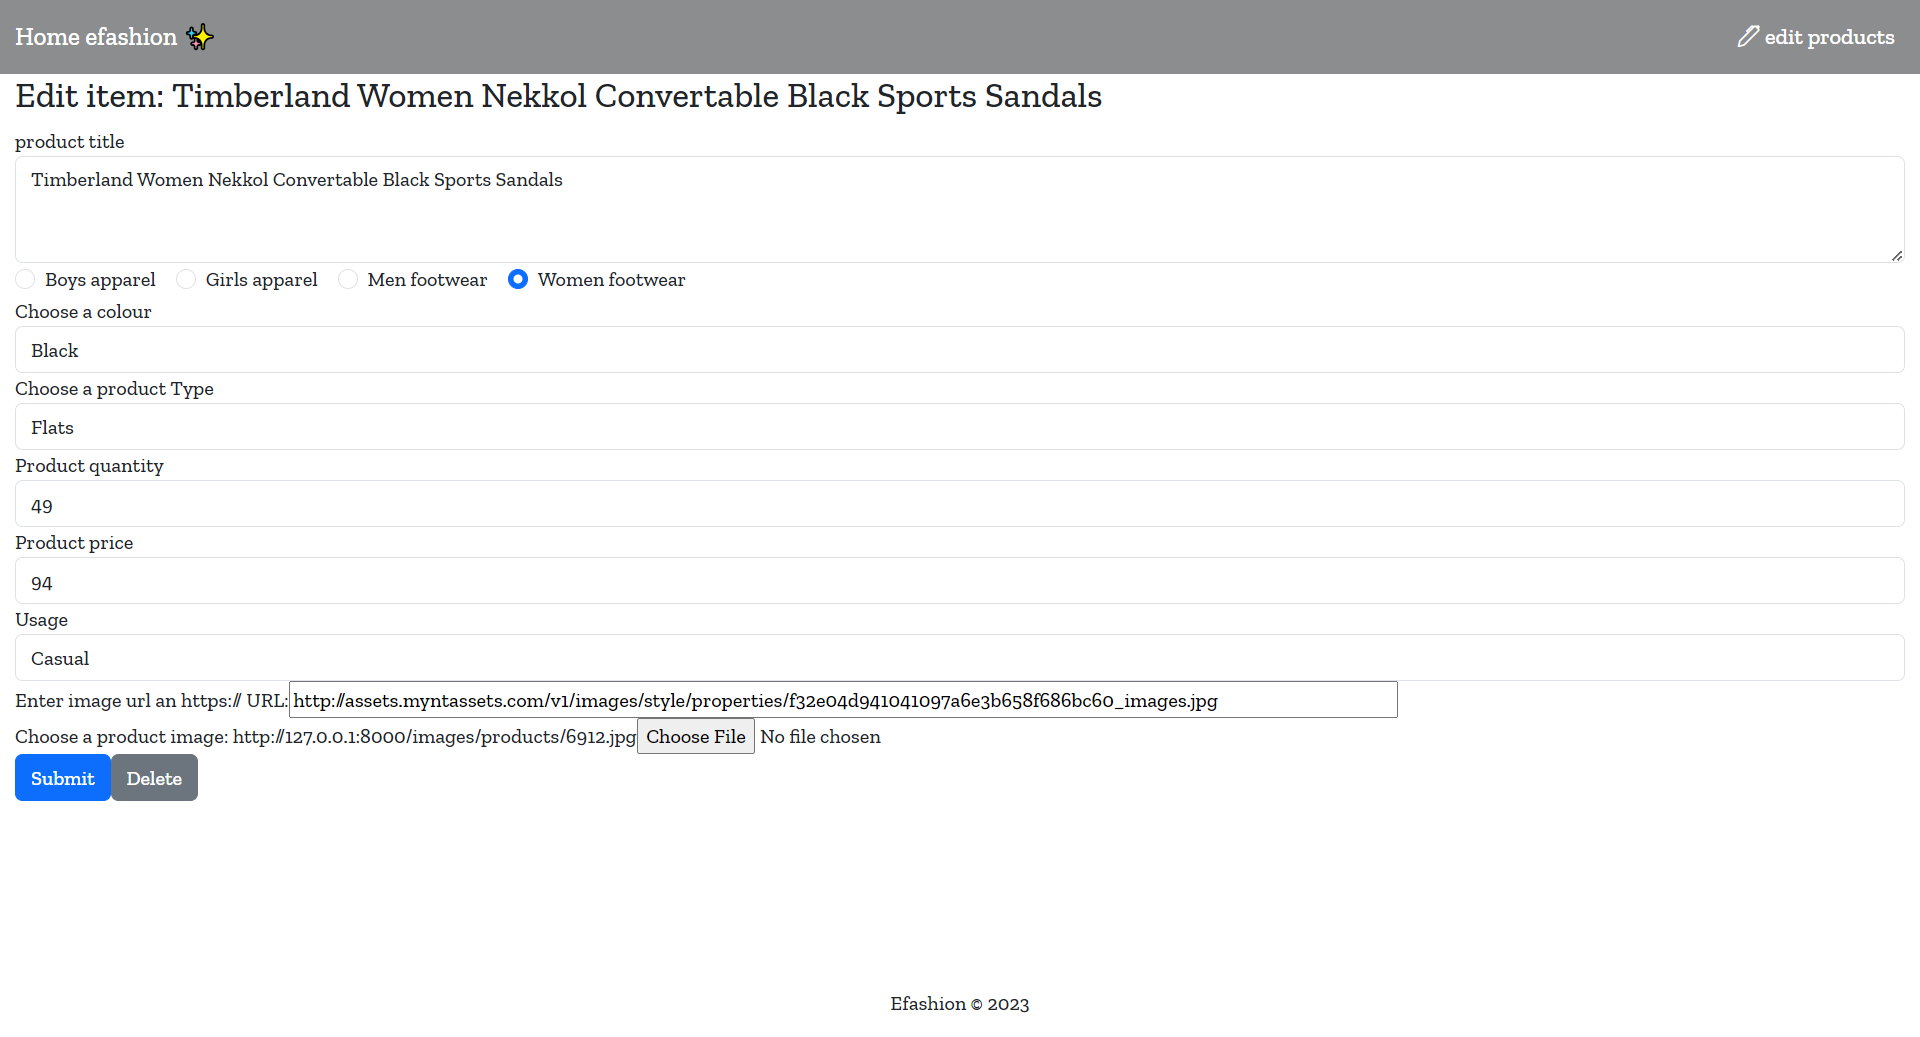 Home efashion ✨
edit products
Edit item: Timberland Women Nekkol Convertable Black Sports Sandals
product title
Timberland Women Nekkol Convertable Black Sports Sandals
Boys apparel Girls apparel Men footwear Women footwear
Choose a colour
Black
Choose a product Type
Flats
Product quantity
49
Product price
94
Usage
Casual
Enter image url an https:// URL: http://assets.myntassets.com/v1/images/style/properties/f32e04d941041097a6e3b658f686bc60_images.jpg
Choose a product image: http://127.0.0.1:8000/images/products/6912.jpg Choose File No file chosen
Submit Delete
Efashion © 2023